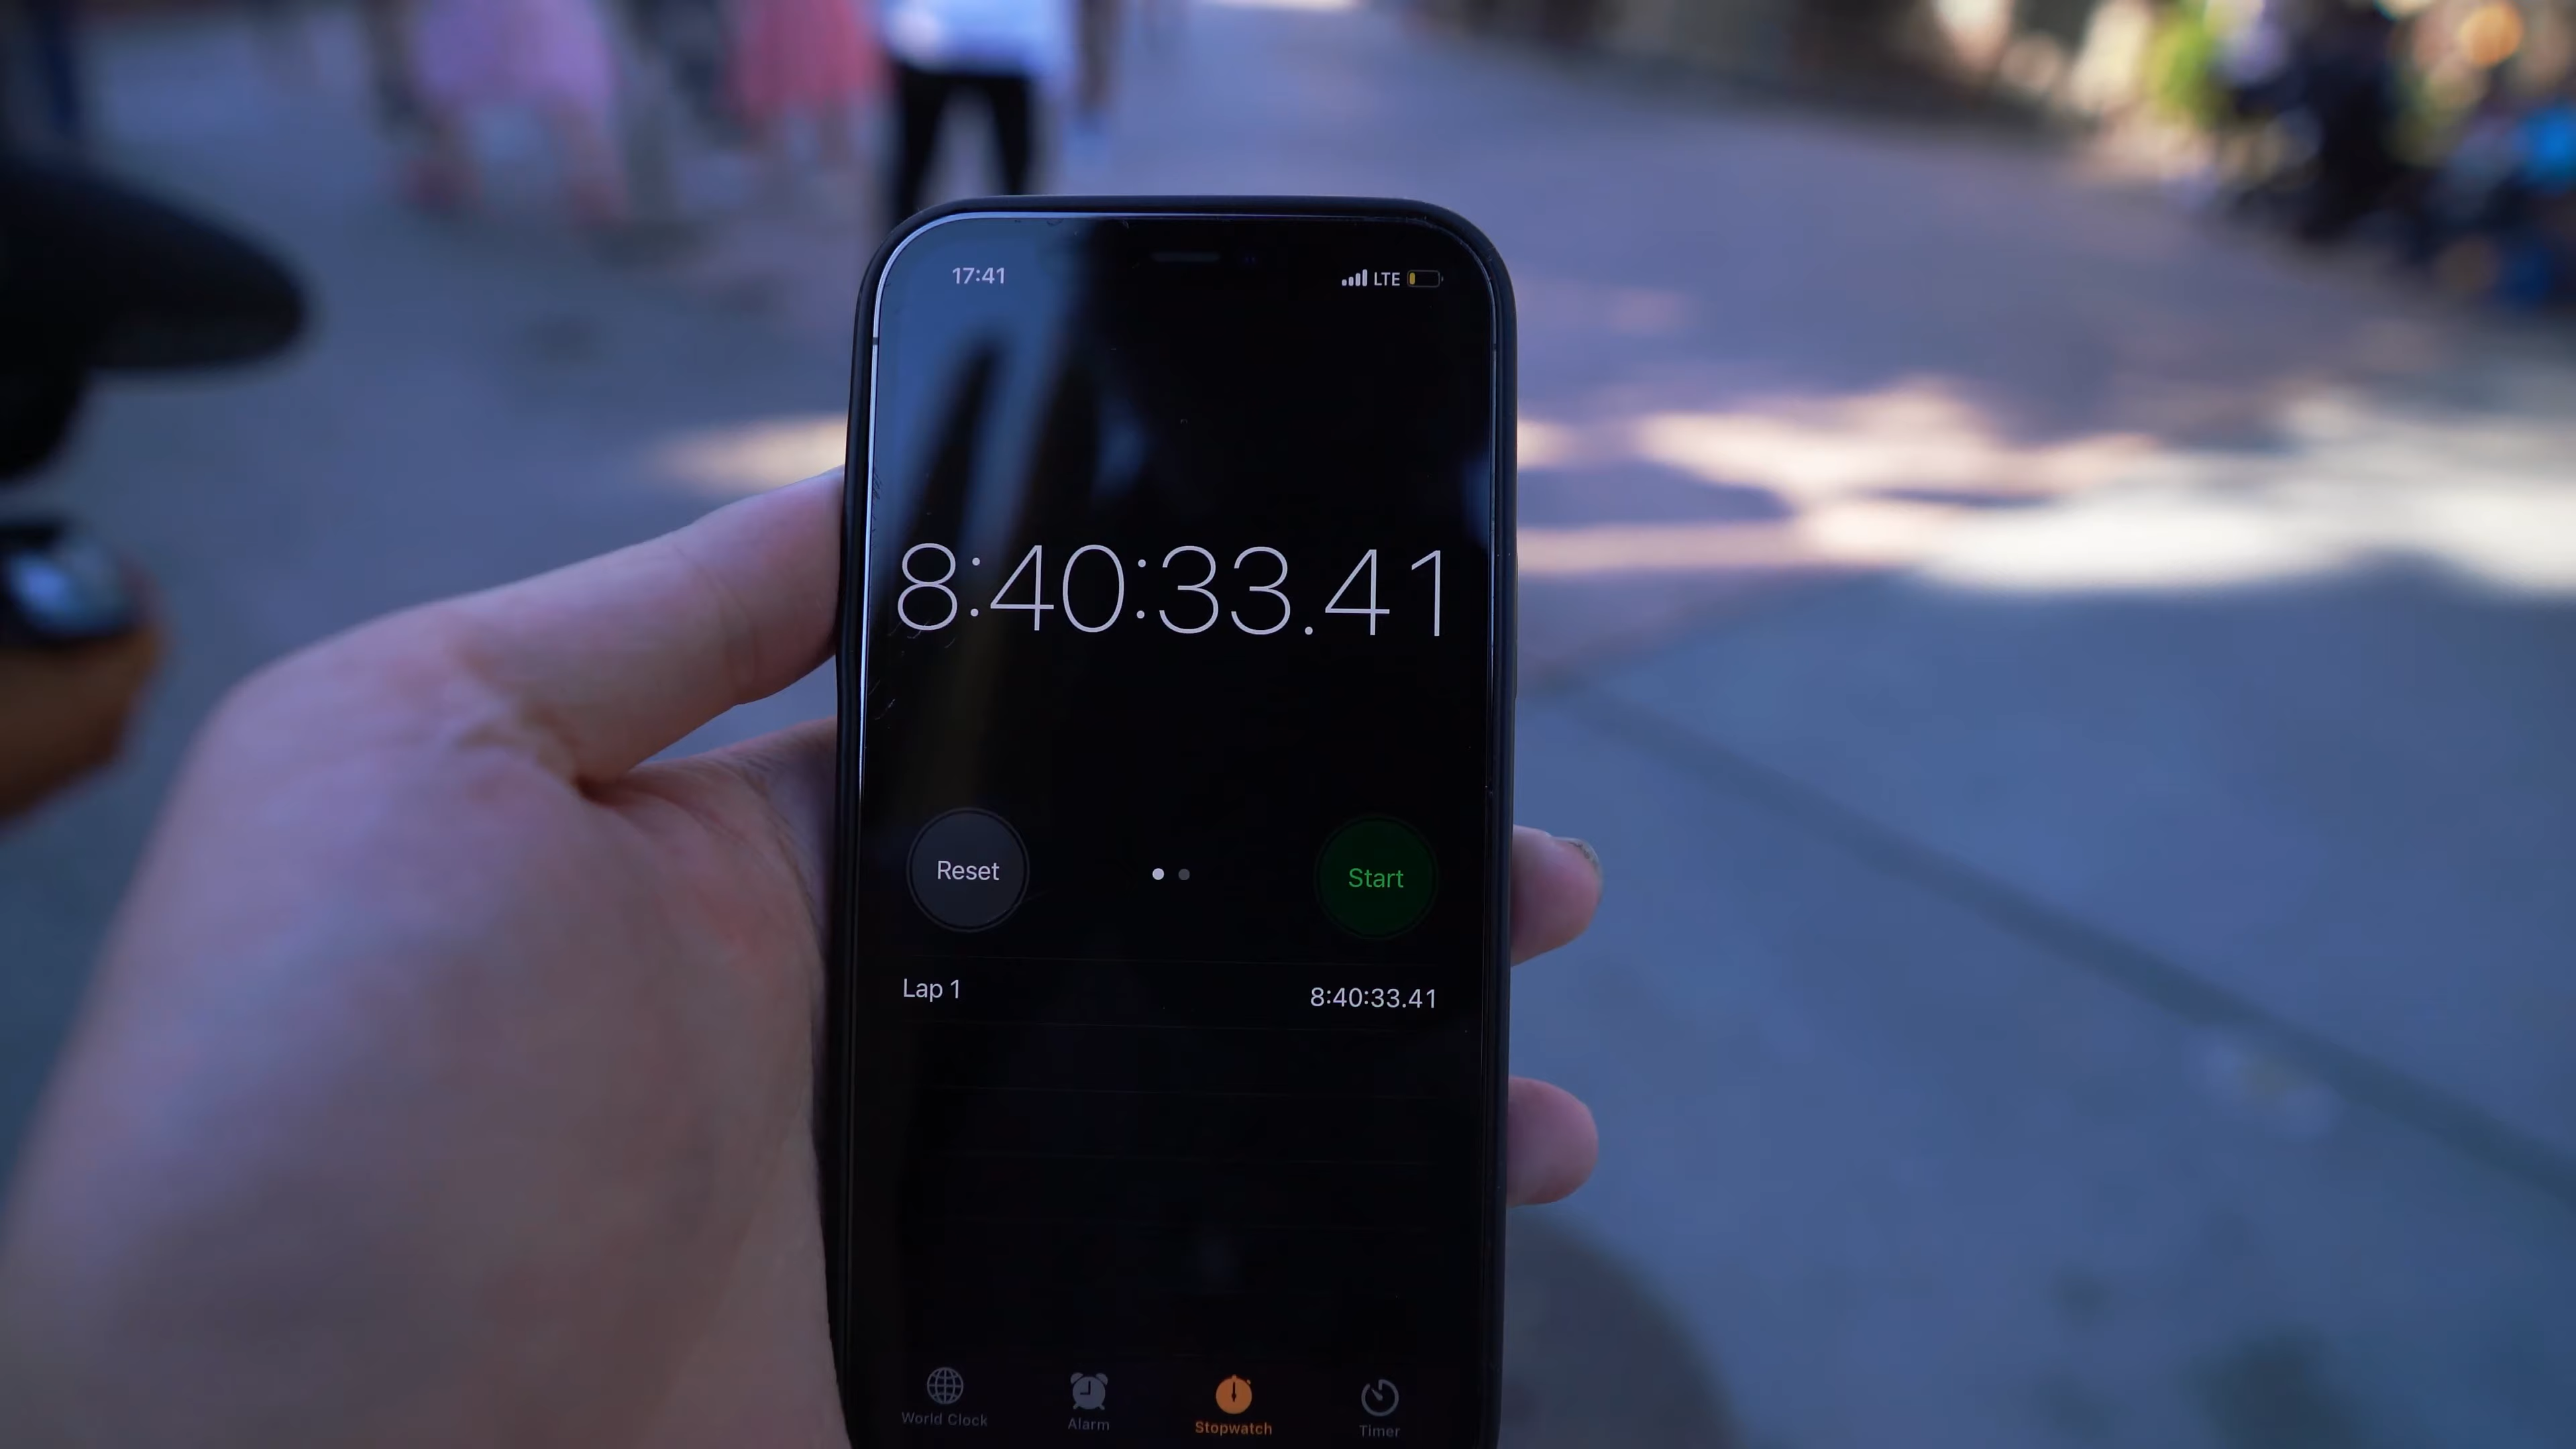 17:41 LTE
8:40:33.41
Reset Start
Lap 1 8:40:33.41
World Clock Alarm Stopwatch Timer